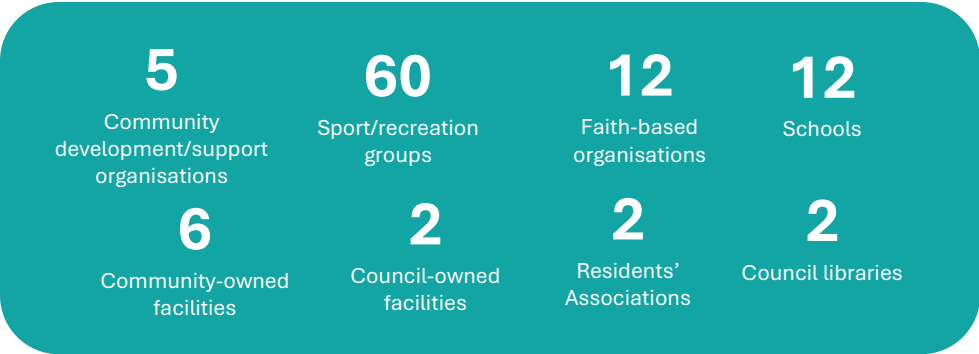 5
Community
development/support
organisations
60
Sport/recreation
groups
12
Faith-based
organisations
12
Schools
6
Community-owned
facilities
2
Council-owned
facilities
2
Residents’
Associations
2
Council libraries